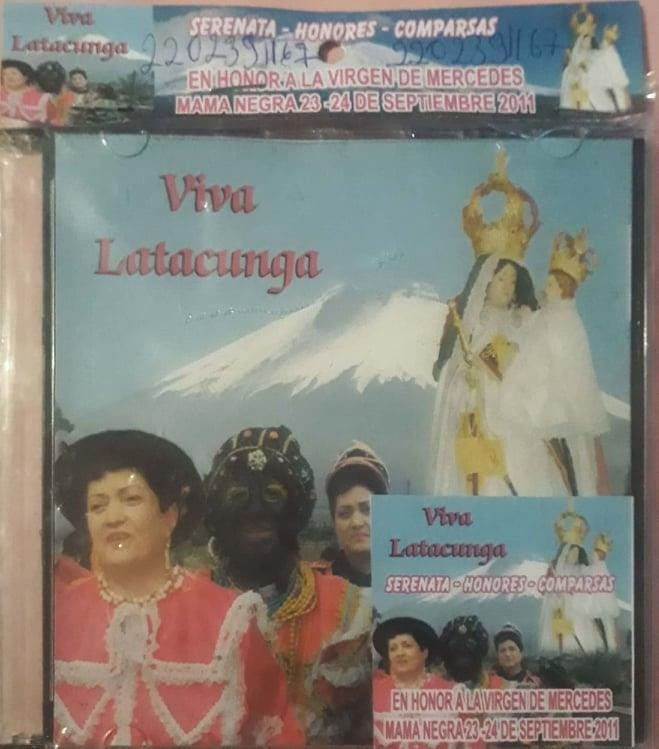 Viva
Latacunga
SERENATA - HONORES - COMPARSAS
2202391167 2202391167
EN HONOR A LA VIRGEN DE MERCEDES
MAMA NEGRA 23 -24 DE SEPTIEMBRE 2011
Viva
Latacunga
Viva
Latacunga
SERENATA - HONORES - COMPARSAS
EN HONOR A LA VIRGEN DE MERCEDES
MAMA NEGRA 23 -24 DE SEPTIEMBRE 2011